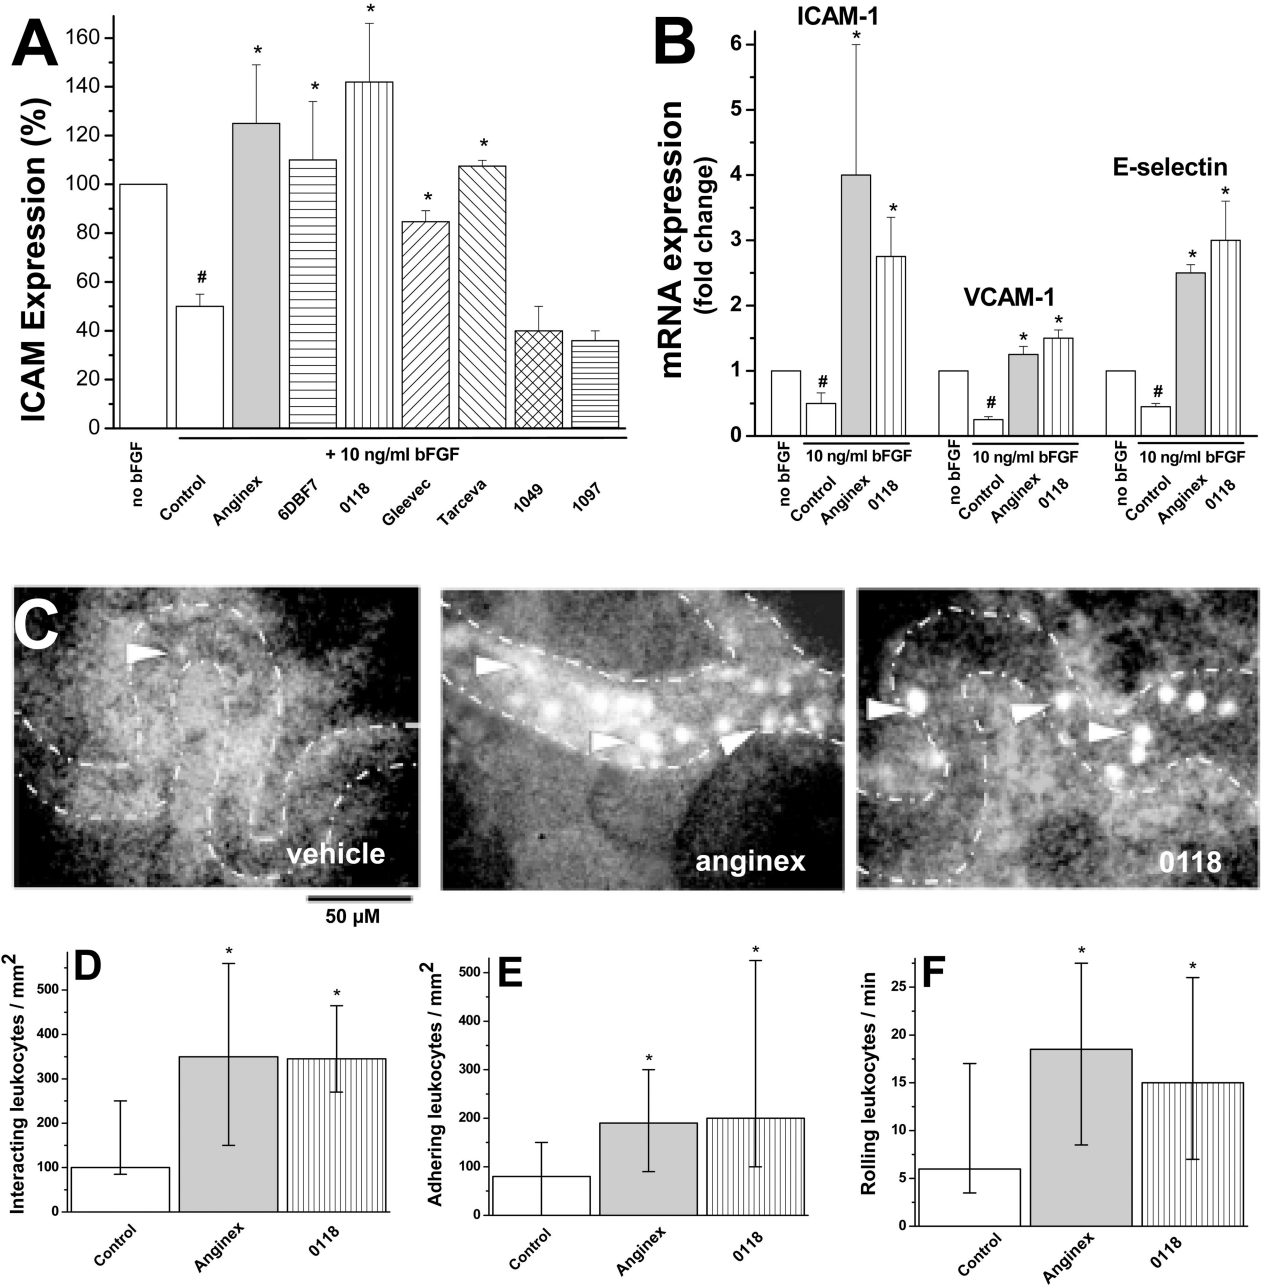 A
ICAM Expression (%)
160
140
120
100
80
60
40
20
0
#
*
*
*
*
*
+ 10 ng/ml bFGF
no bFGF
Control
Anginex
6DBF7
0118
Gleevec
Tarceva
1049
1097
B
mRNA expression
(fold change)
6
5
4
3
2
1
0
ICAM-1
VCAM-1
E-selectin
#
*
*
#
*
*
#
*
*
no bFGF
10 ng/ml bFGF
Control
Anginex
0118
no bFGF
10 ng/ml bFGF
Control
Anginex
0118
no bFGF
10 ng/ml bFGF
Control
Anginex
0118
C
vehicle
anginex
0118
50 µM
D
Interacting leukocytes / mm2
500
400
300
200
100
0
*
*
Control
Anginex
0118
E
Adhering leukocytes / mm2
500
400
300
200
100
0
*
*
Control
Anginex
0118
F
Rolling leukocytes / min
25
20
15
10
5
0
*
*
Control
Anginex
0118